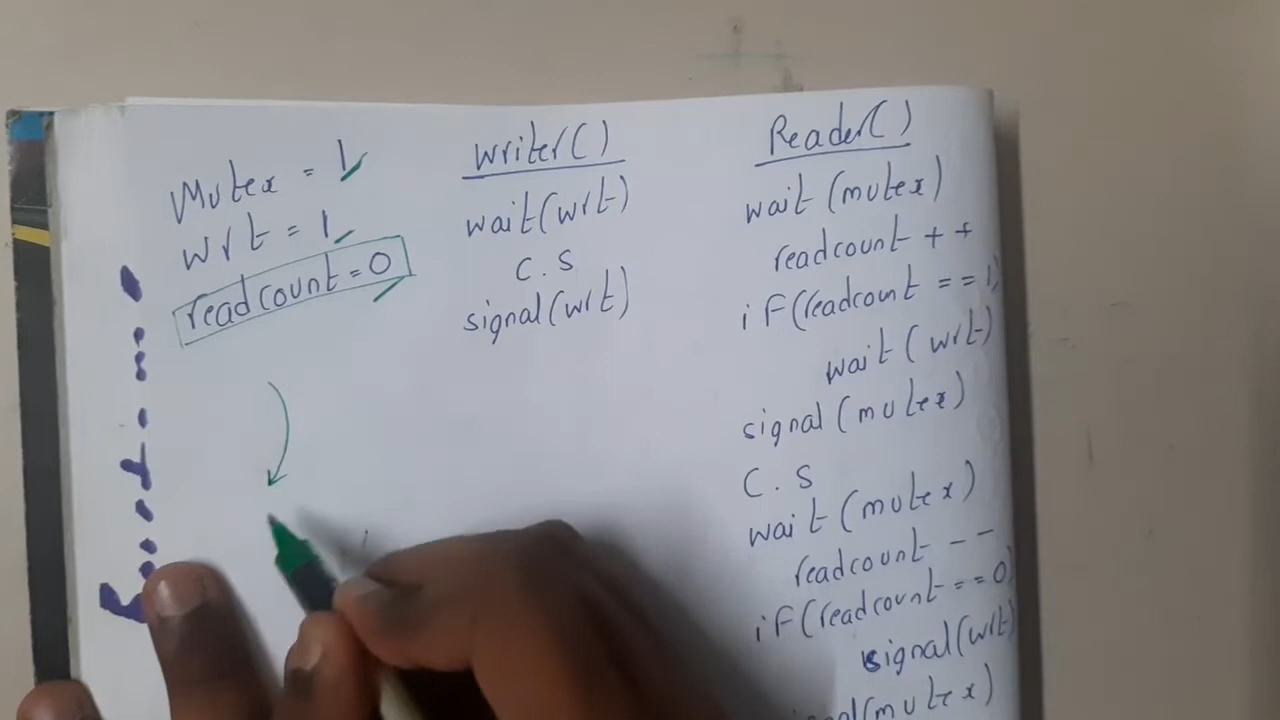 Mutex = 1
wrt = 1
readcount = 0
writer()
wait(wrt)
C.S
signal(wrt)
Reader()
wait(mutex)
readcount ++
if(readcount == 1)
wait(wrt)
signal(mutex)
C.S
wait(mutex)
readcount --
if(readcount == 0)
signal(wrt)
(mutex)